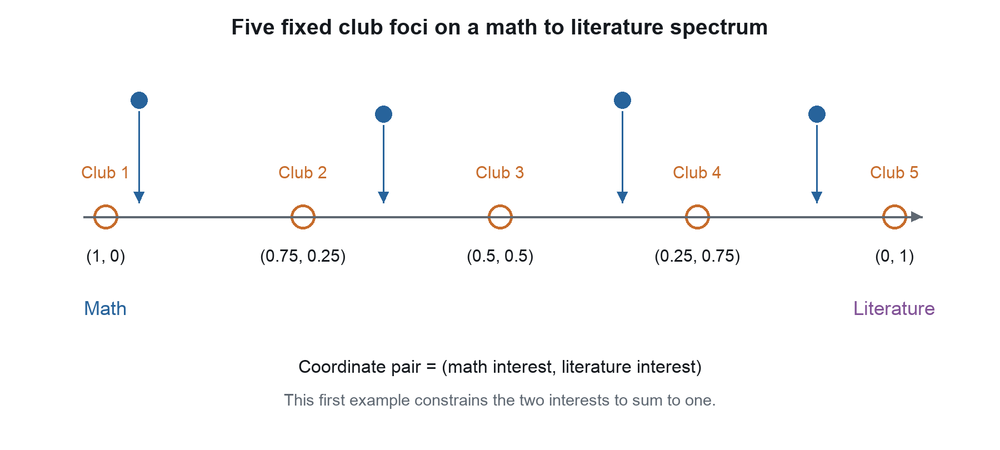 Five fixed club foci on a math to literature spectrum
Club 1 Club 2 Club 3 Club 4 Club 5
(1, 0) (0.75, 0.25) (0.5, 0.5) (0.25, 0.75) (0, 1)
Math Literature
Coordinate pair = (math interest, literature interest)
This first example constrains the two interests to sum to one.